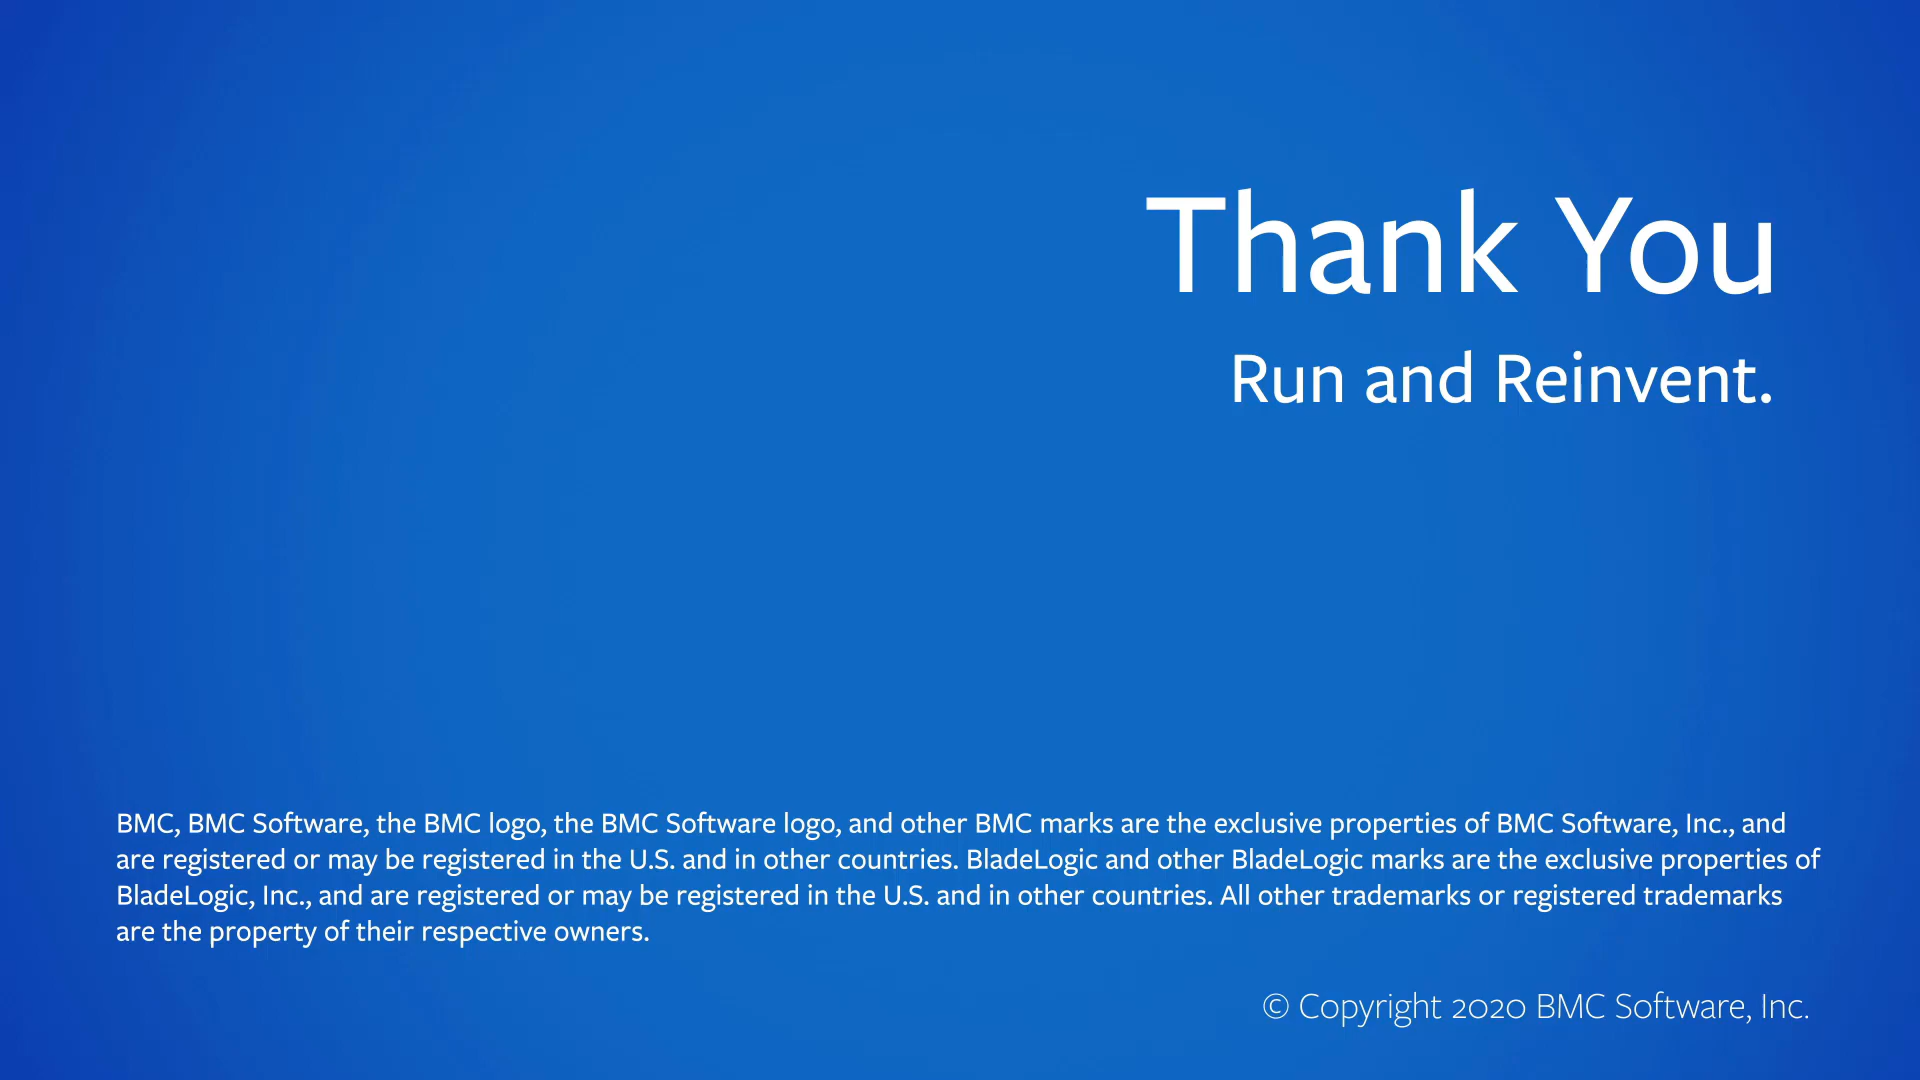 Thank You
Run and Reinvent.
BMC, BMC Software, the BMC logo, the BMC Software logo, and other BMC marks are the exclusive properties of BMC Software, Inc., and
are registered or may be registered in the U.S. and in other countries. BladeLogic and other BladeLogic marks are the exclusive properties of
BladeLogic, Inc., and are registered or may be registered in the U.S. and in other countries. All other trademarks or registered trademarks
are the property of their respective owners.
© Copyright 2020 BMC Software, Inc.